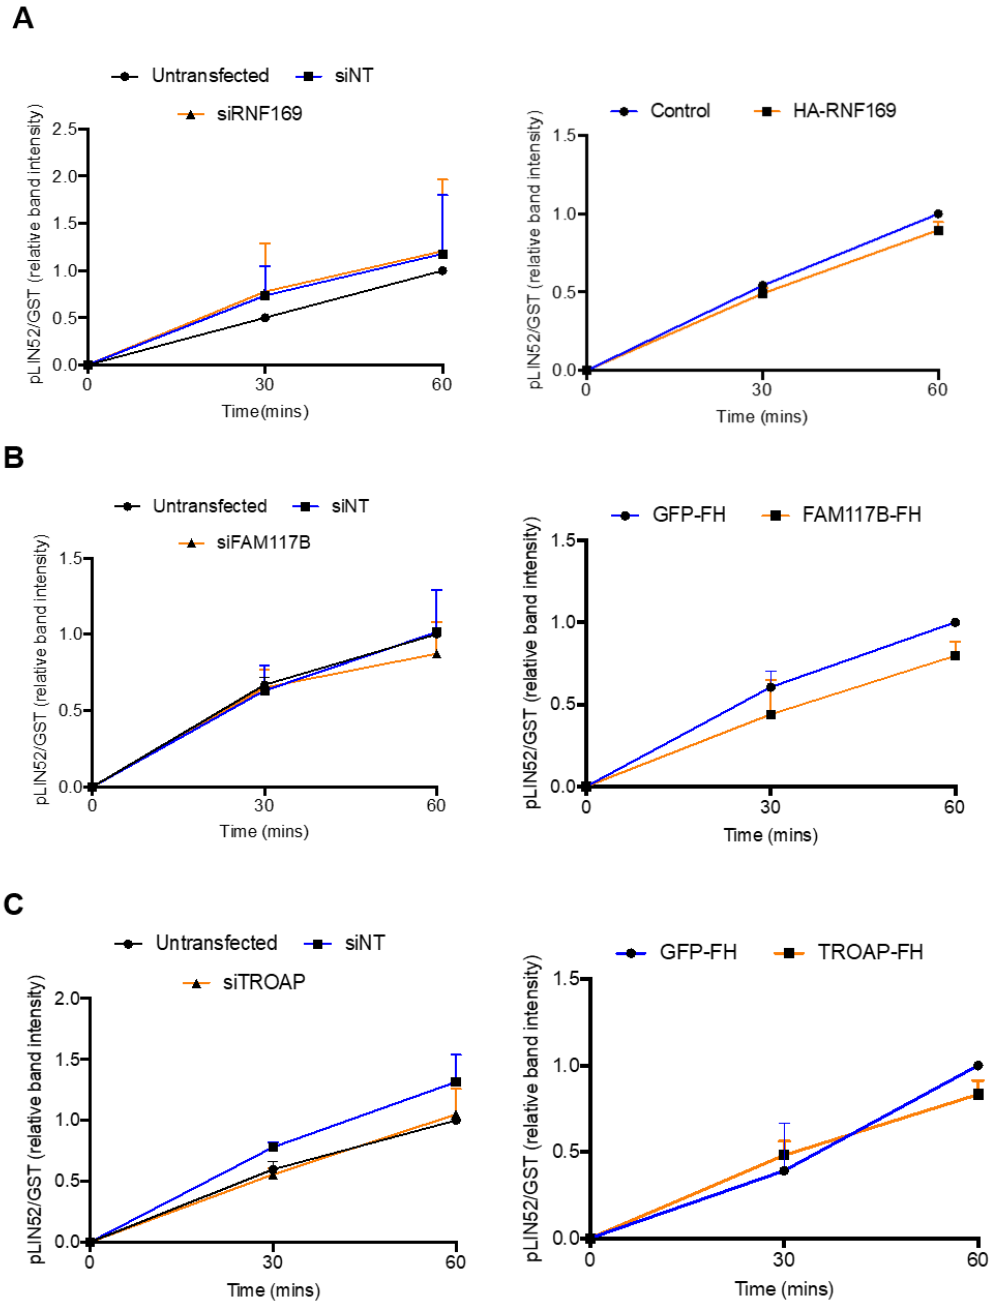 A
Untransfected siNT
siRNF169
pLIN52/GST (relative band intensity)
2.5
2.0
1.5
1.0
0.5
0.0
0 30 60
Time(mins)
Control HA-RNF169
pLIN52/GST (relative band intensity)
1.5
1.0
0.5
0.0
0 30 60
Time (mins)
B
Untransfected siNT
siFAM117B
pLIN52/GST (relative band intensity)
1.5
1.0
0.5
0.0
0 30 60
Time (mins)
GFP-FH FAM117B-FH
pLIN52/GST (relative band intensity)
1.5
1.0
0.5
0.0
0 30 60
Time (mins)
C
Untransfected siNT
siTROAP
pLIN52/GST (relative band intensity)
2.0
1.5
1.0
0.5
0.0
0 30 60
Time (mins)
GFP-FH TROAP-FH
pLIN52/GST (relative band intensity)
1.5
1.0
0.5
0.0
0 30 60
Time (mins)